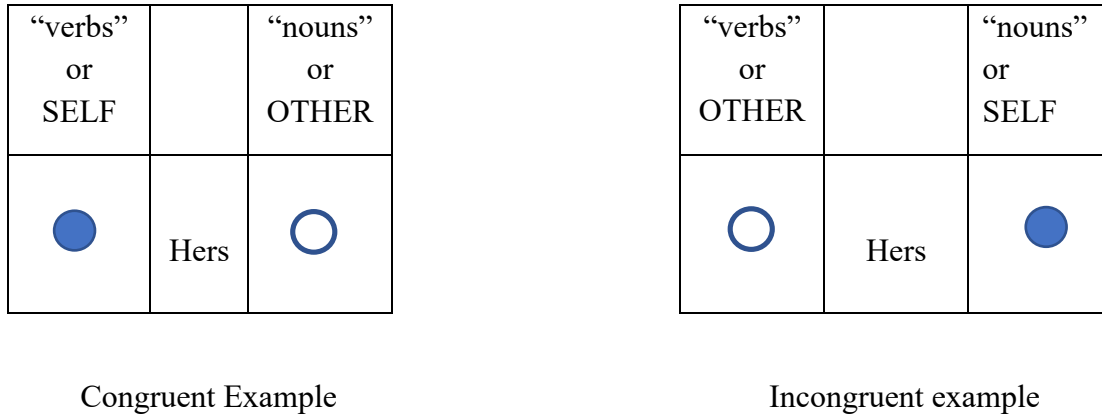 “verbs”
or
SELF
“nouns”
or
OTHER
Hers
Congruent Example
“verbs”
or
OTHER
“nouns”
or
SELF
Hers
Incongruent example